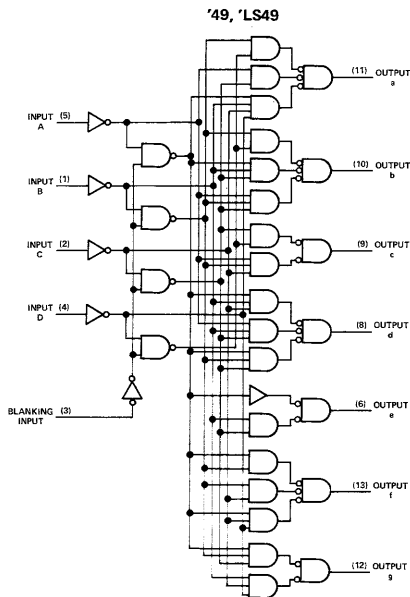 '49, 'LS49
(11) OUTPUT
a
INPUT (5)
A
(10) OUTPUT
b
INPUT (1)
B
(9) OUTPUT
c
INPUT (2)
C
INPUT (4)
D
(8) OUTPUT
d
BLANKING (3)
INPUT
(6) OUTPUT
e
(13) OUTPUT
f
(12) OUTPUT
g